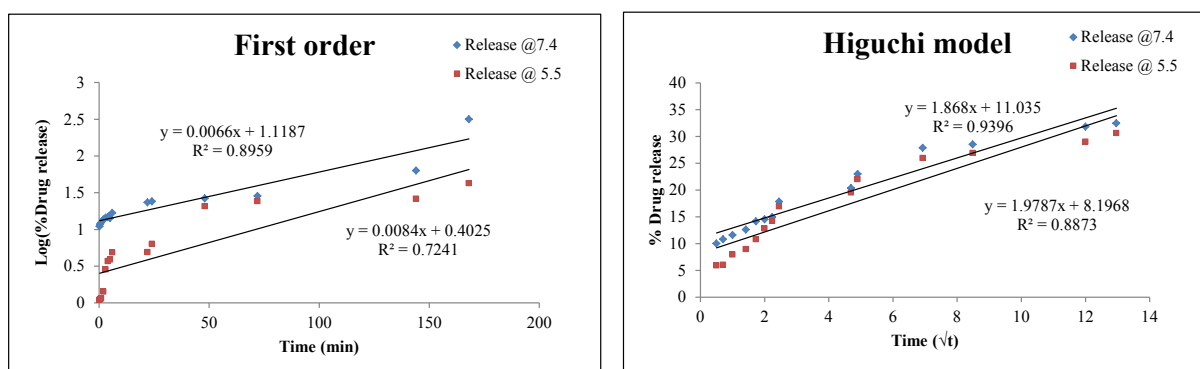 First order
Release @7.4
Release @ 5.5
3
2.5
2
1.5
1
0.5
0
Log(%Drug release)
y = 0.0066x + 1.1187
R² = 0.8959
y = 0.0084x + 0.4025
R² = 0.7241
0
50
100
150
200
Time (min)
Higuchi model
Release @7.4
Release @ 5.5
40
35
30
25
20
15
10
5
0
% Drug release
y = 1.868x + 11.035
R² = 0.9396
y = 1.9787x + 8.1968
R² = 0.8873
0
2
4
6
8
10
12
14
Time (√t)